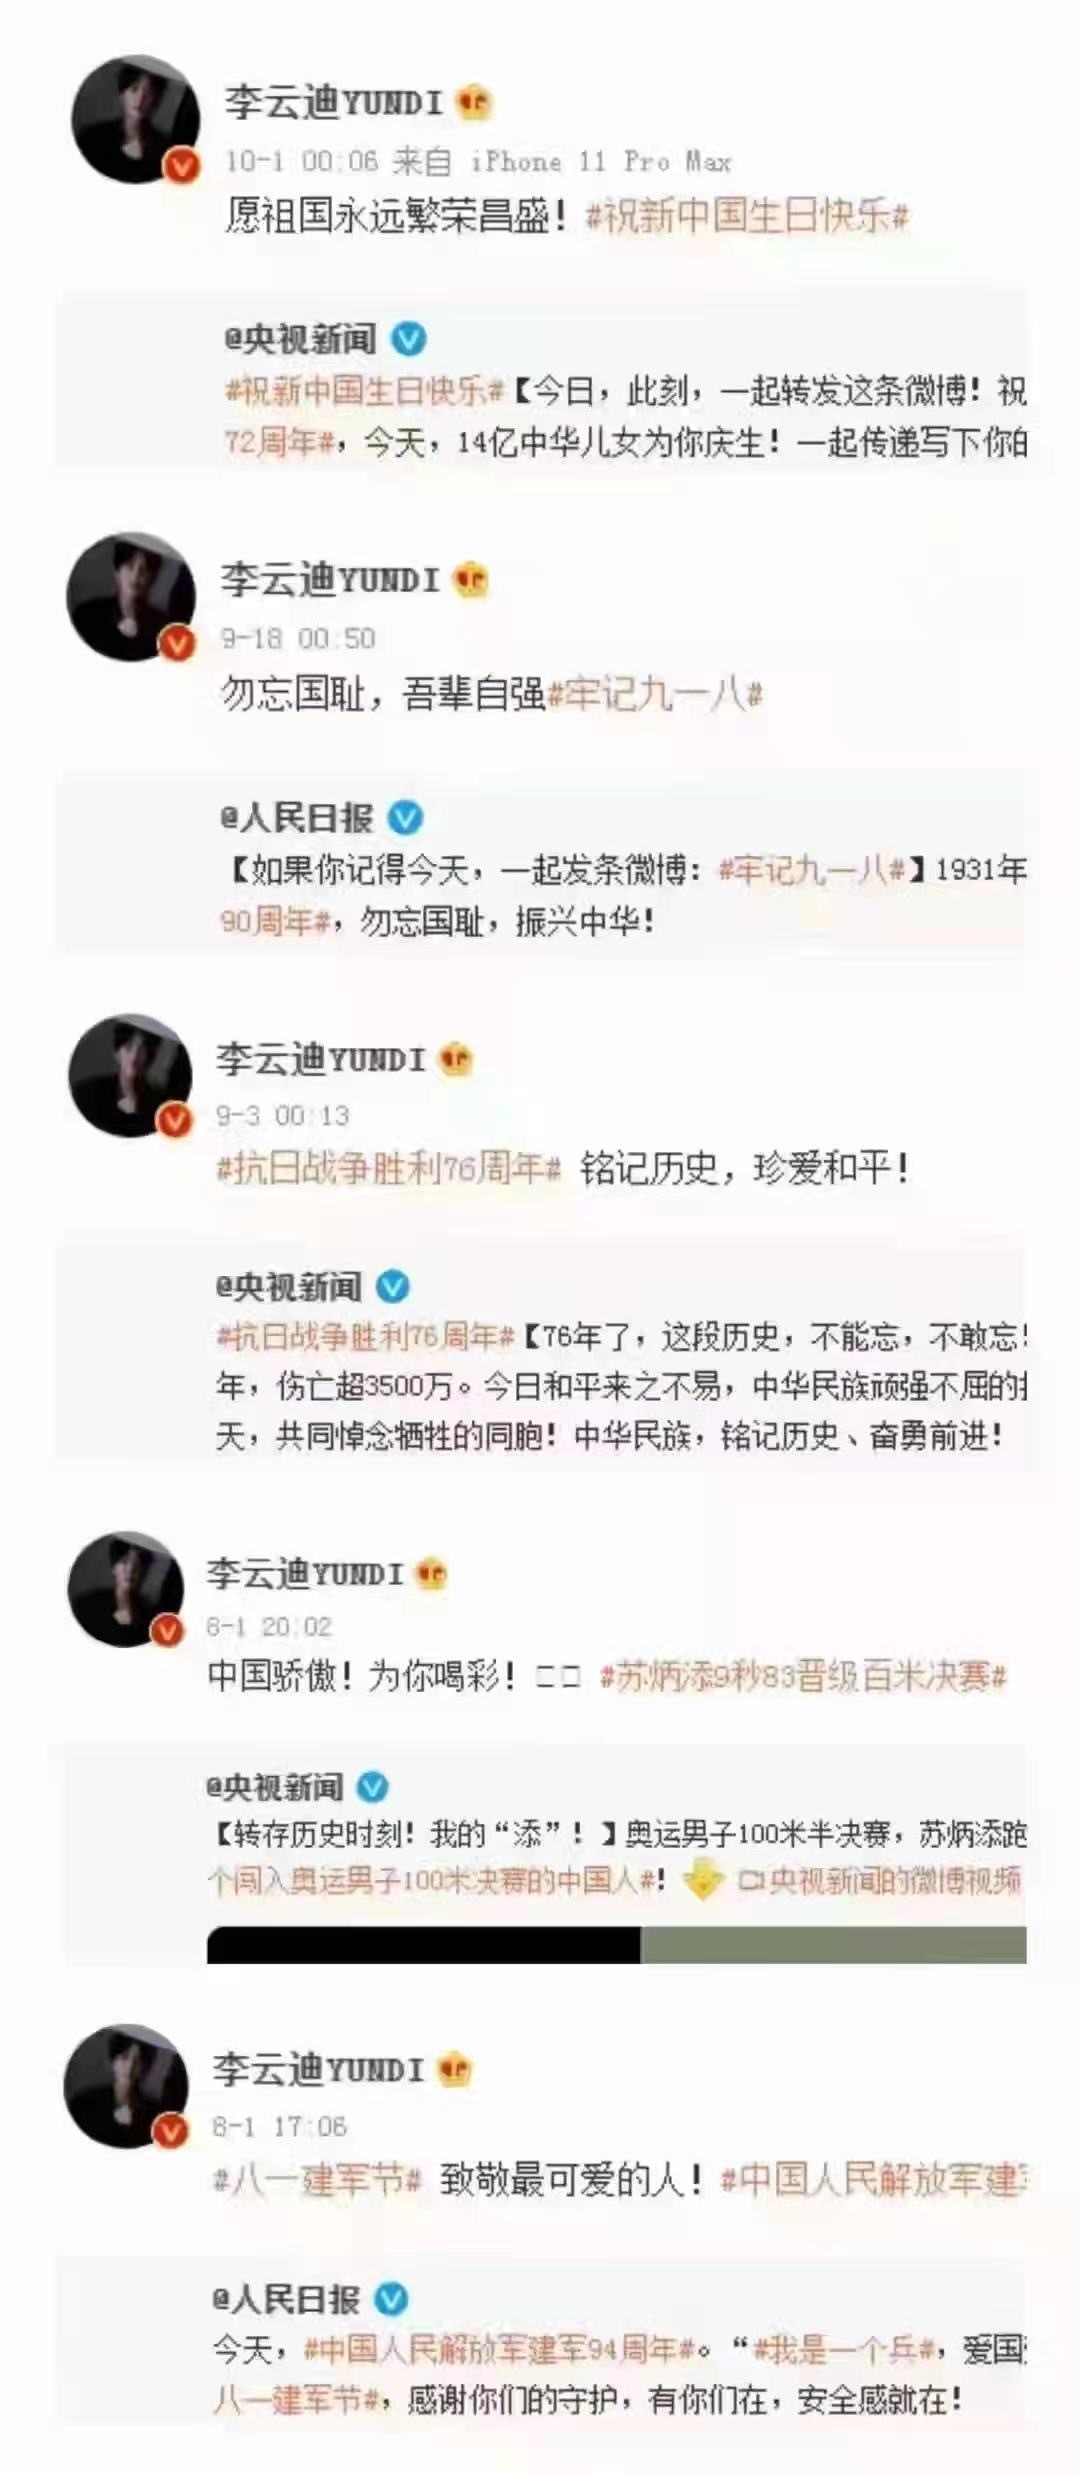 李云迪YUNDI
10-1 00:06 来自 iPhone 11 Pro Max
愿祖国永远繁荣昌盛！#祝新中国生日快乐#
@央视新闻
#祝新中国生日快乐#【今日，此刻，一起转发这条微博！祝
72周年#，今天，14亿中华儿女为你庆生！一起传递写下你的
李云迪YUNDI
9-18 00:50
勿忘国耻，吾辈自强#牢记九一八#
@人民日报
【如果你记得今天，一起发条微博：#牢记九一八#】1931年
90周年#，勿忘国耻，振兴中华！
李云迪YUNDI
9-3 00:13
#抗日战争胜利76周年# 铭记历史，珍爱和平！
@央视新闻
#抗日战争胜利76周年#【76年了，这段历史，不能忘，不敢忘！
年，伤亡超3500万。今日和平来之不易，中华民族顽强不屈的
天，共同悼念牺牲的同胞！中华民族，铭记历史、奋勇前进！
李云迪YUNDI
8-1 20:02
中国骄傲！为你喝彩！□□ #苏炳添9秒83晋级百米决赛#
@央视新闻
【转存历史时刻！我的“添”！】奥运男子100米半决赛，苏炳添跑
个闯入奥运男子100米决赛的中国人#！ 央视新闻的微博视频
李云迪YUNDI
8-1 17:06
#八一建军节# 致敬最可爱的人！#中国人民解放军建军
@人民日报
今天，#中国人民解放军建军94周年#。“#我是一个兵#，爱国
八一建军节#，感谢你们的守护，有你们在，安全感就在！